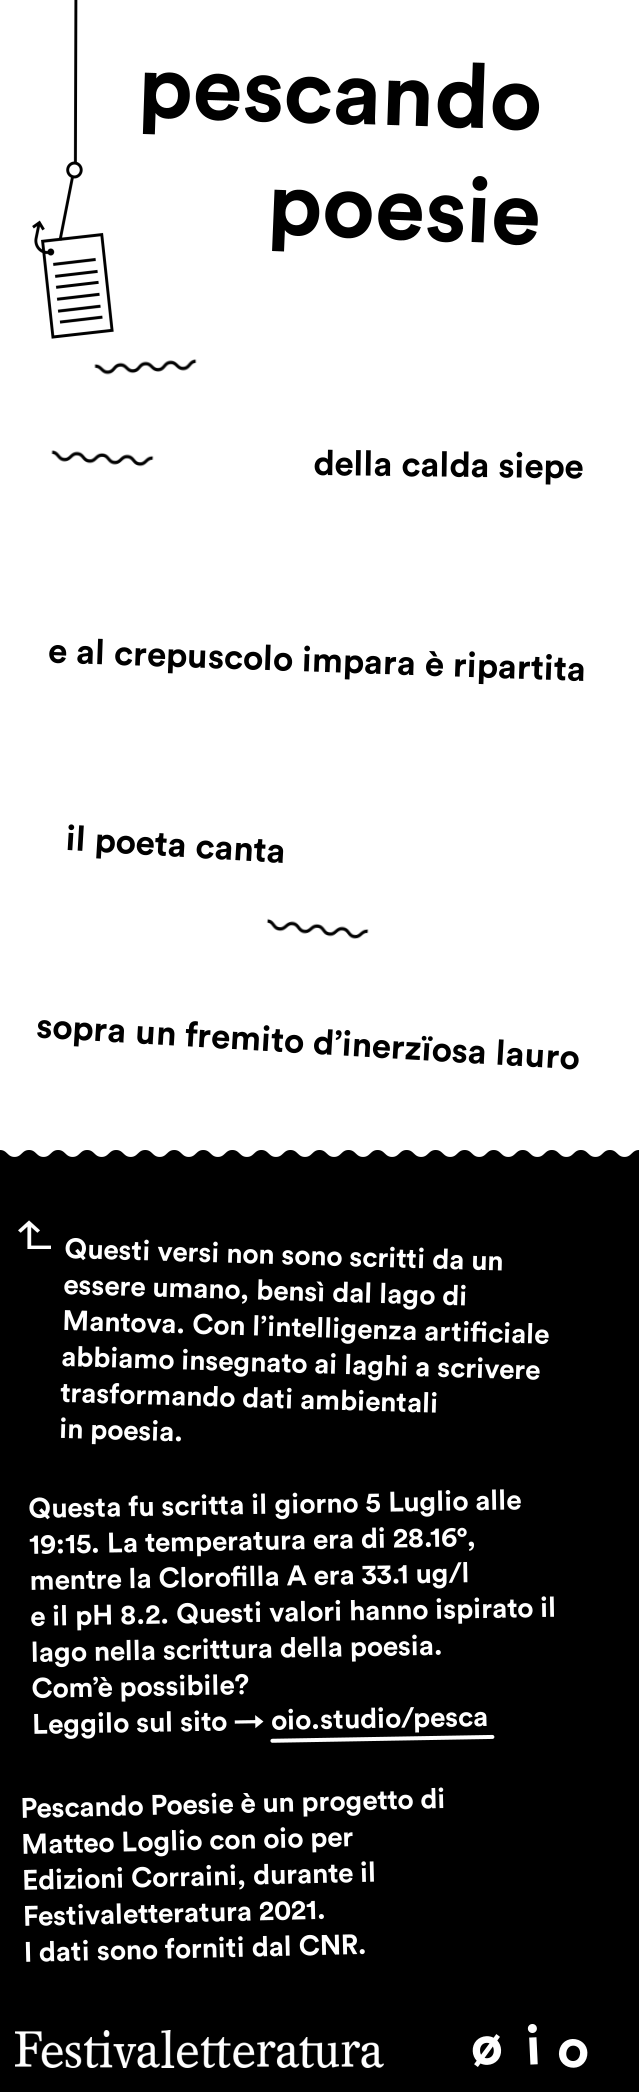 pescando
poesie
della calda siepe
e al crepuscolo impara è ripartita
il poeta canta
sopra un fremito d’inerzïosa lauro
Questi versi non sono scritti da un
essere umano, bensì dal lago di
Mantova. Con l’intelligenza artificiale
abbiamo insegnato ai laghi a scrivere
trasformando dati ambientali
in poesia.
Questa fu scritta il giorno 5 Luglio alle
19:15. La temperatura era di 28.16º,
mentre la Clorofilla A era 33.1 ug/l
e il pH 8.2. Questi valori hanno ispirato il
lago nella scrittura della poesia.
Com’è possibile?
Leggilo sul sito → oio.studio/pesca
Pescando Poesie è un progetto di
Matteo Loglio con oio per
Edizioni Corraini, durante il
Festivaletteratura 2021.
I dati sono forniti dal CNR.
Festivaletteratura
ø i o